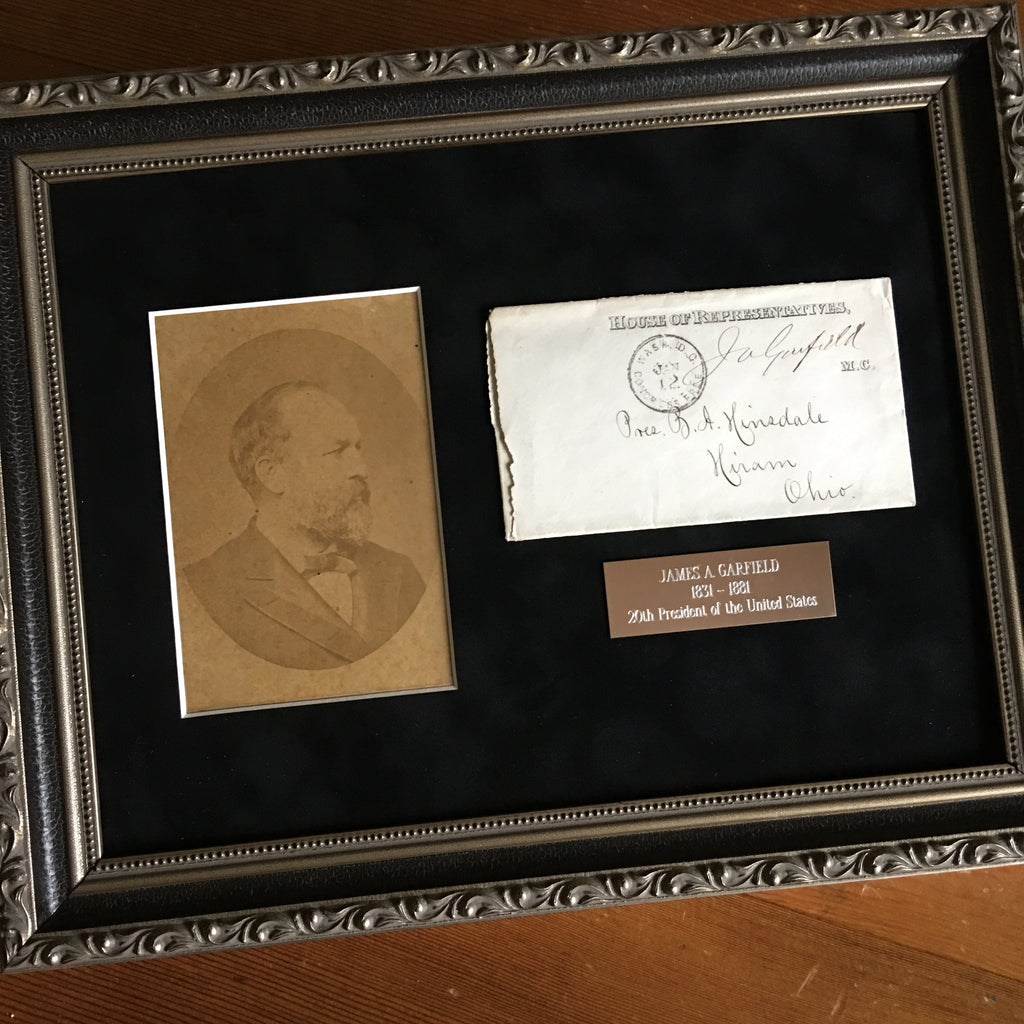 HOUSE OF REPRESENTATIVES,
J A Garfield
M.C.
WASH. D.C.
JAN
12
Pres. B. A. Hinsdale
Hiram
Ohio.
JAMES A. GARFIELD
1831 – 1881
20th President of the United States